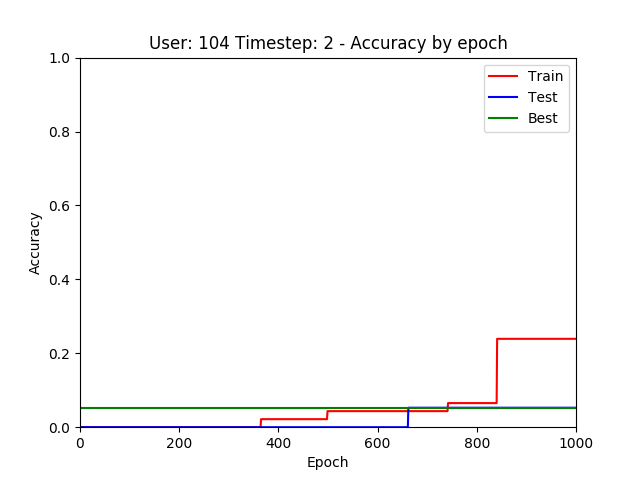 User: 104 Timestep: 2 - Accuracy by epoch
1.0
0.8
0.6
0.4
0.2
0.0
Accuracy
Train
Test
Best
0 200 400 600 800 1000
Epoch